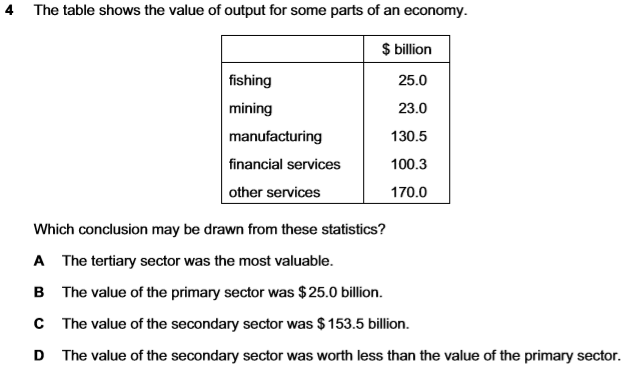 4 The table shows the value of output for some parts of an economy.
$ billion
fishing 25.0
mining 23.0
manufacturing 130.5
financial services 100.3
other services 170.0
Which conclusion may be drawn from these statistics?
A The tertiary sector was the most valuable.
B The value of the primary sector was $25.0 billion.
C The value of the secondary sector was $153.5 billion.
D The value of the secondary sector was worth less than the value of the primary sector.